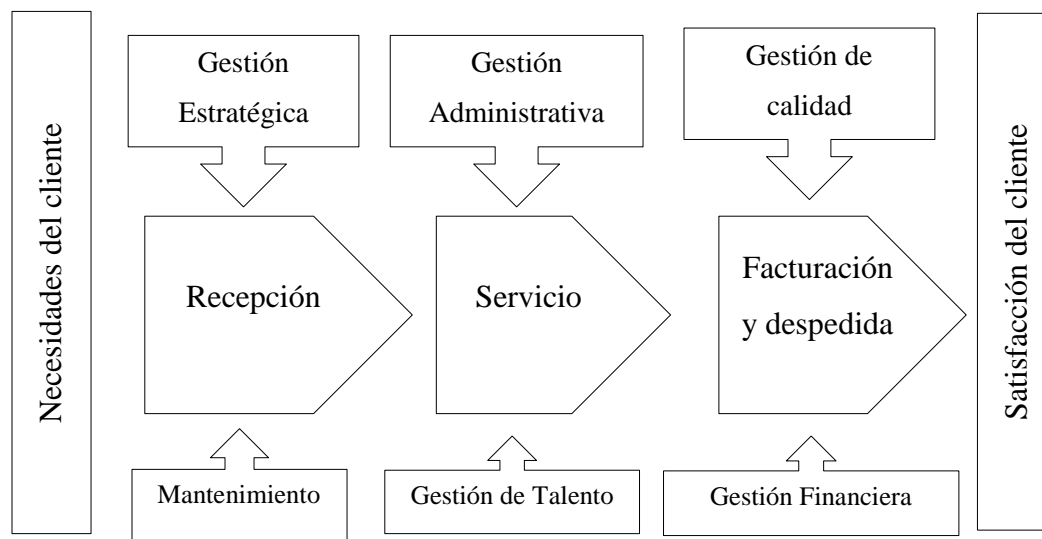 Necesidades del cliente
Gestión
Estratégica
Gestión
Administrativa
Gestión de
calidad
Recepción
Servicio
Facturación
y despedida
Mantenimiento
Gestión de Talento
Gestión Financiera
Satisfacción del cliente